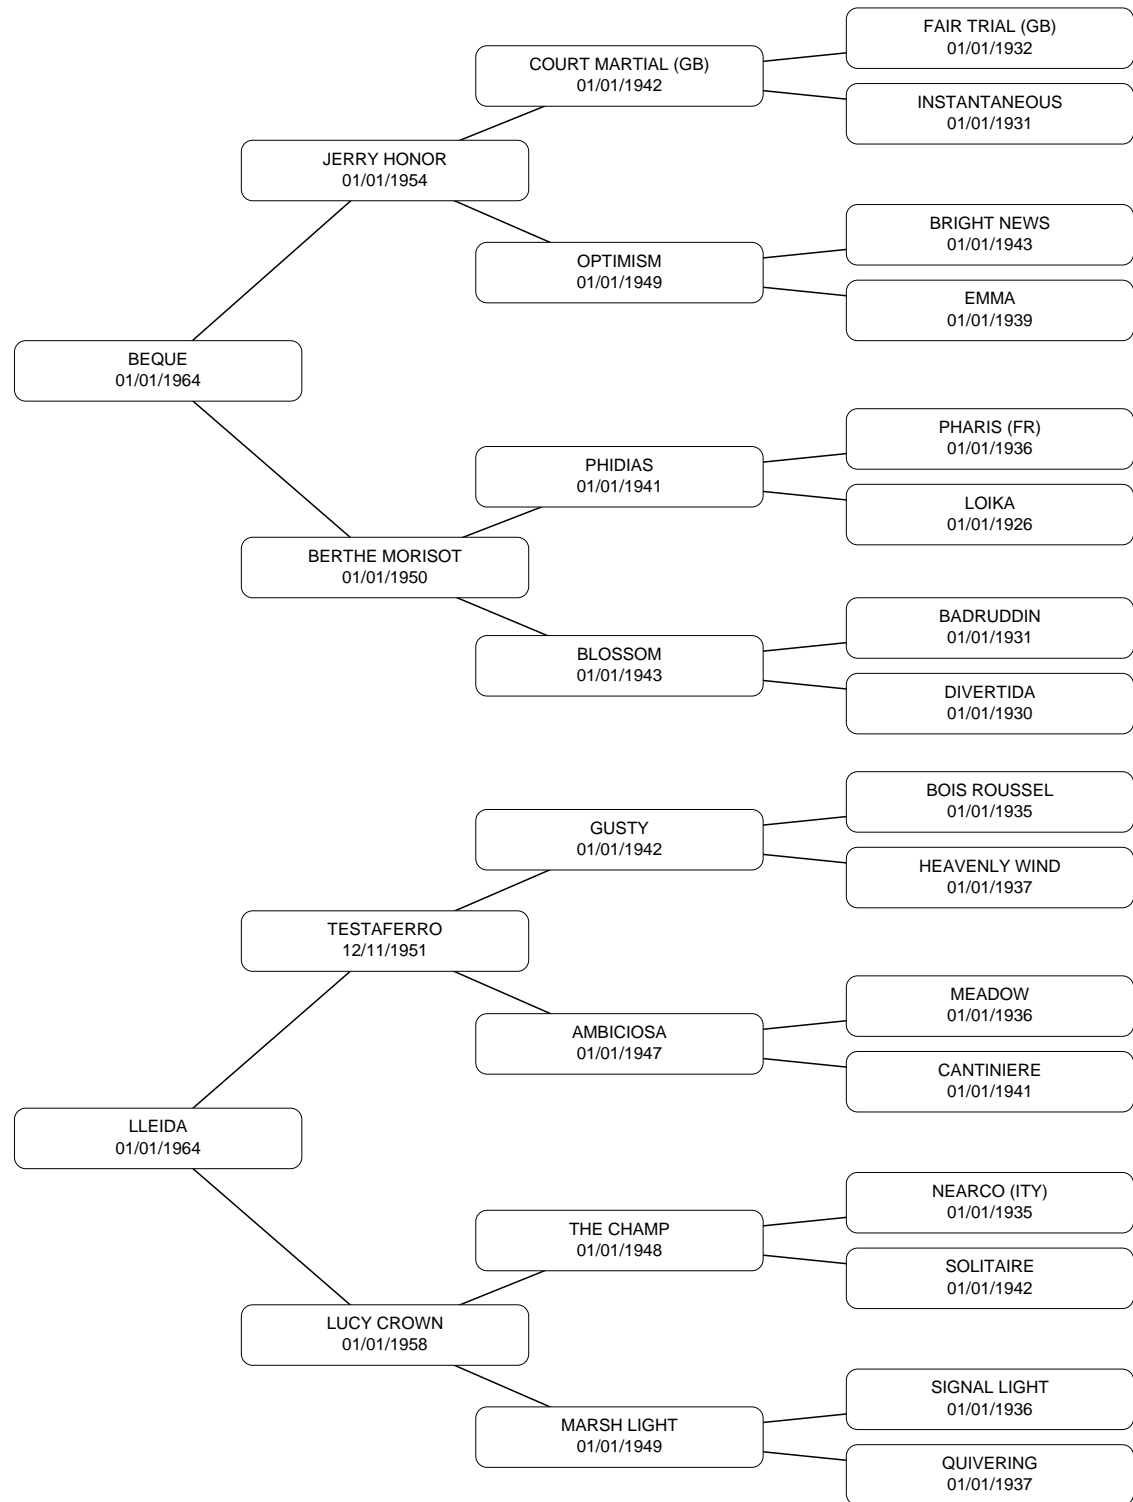 FAIR TRIAL (GB)
01/01/1932
COURT MARTIAL (GB)
01/01/1942
INSTANTANEOUS
01/01/1931
JERRY HONOR
01/01/1954
BRIGHT NEWS
01/01/1943
OPTIMISM
01/01/1949
EMMA
01/01/1939
BEQUE
01/01/1964
PHARIS (FR)
01/01/1936
PHIDIAS
01/01/1941
LOIKA
01/01/1926
BERTHE MORISOT
01/01/1950
BADRUDDIN
01/01/1931
BLOSSOM
01/01/1943
DIVERTIDA
01/01/1930
BOIS ROUSSEL
01/01/1935
GUSTY
01/01/1942
HEAVENLY WIND
01/01/1937
TESTAFERRO
12/11/1951
MEADOW
01/01/1936
AMBICIOSA
01/01/1947
CANTINIERE
01/01/1941
LLEIDA
01/01/1964
NEARCO (ITY)
01/01/1935
THE CHAMP
01/01/1948
SOLITAIRE
01/01/1942
LUCY CROWN
01/01/1958
SIGNAL LIGHT
01/01/1936
MARSH LIGHT
01/01/1949
QUIVERING
01/01/1937